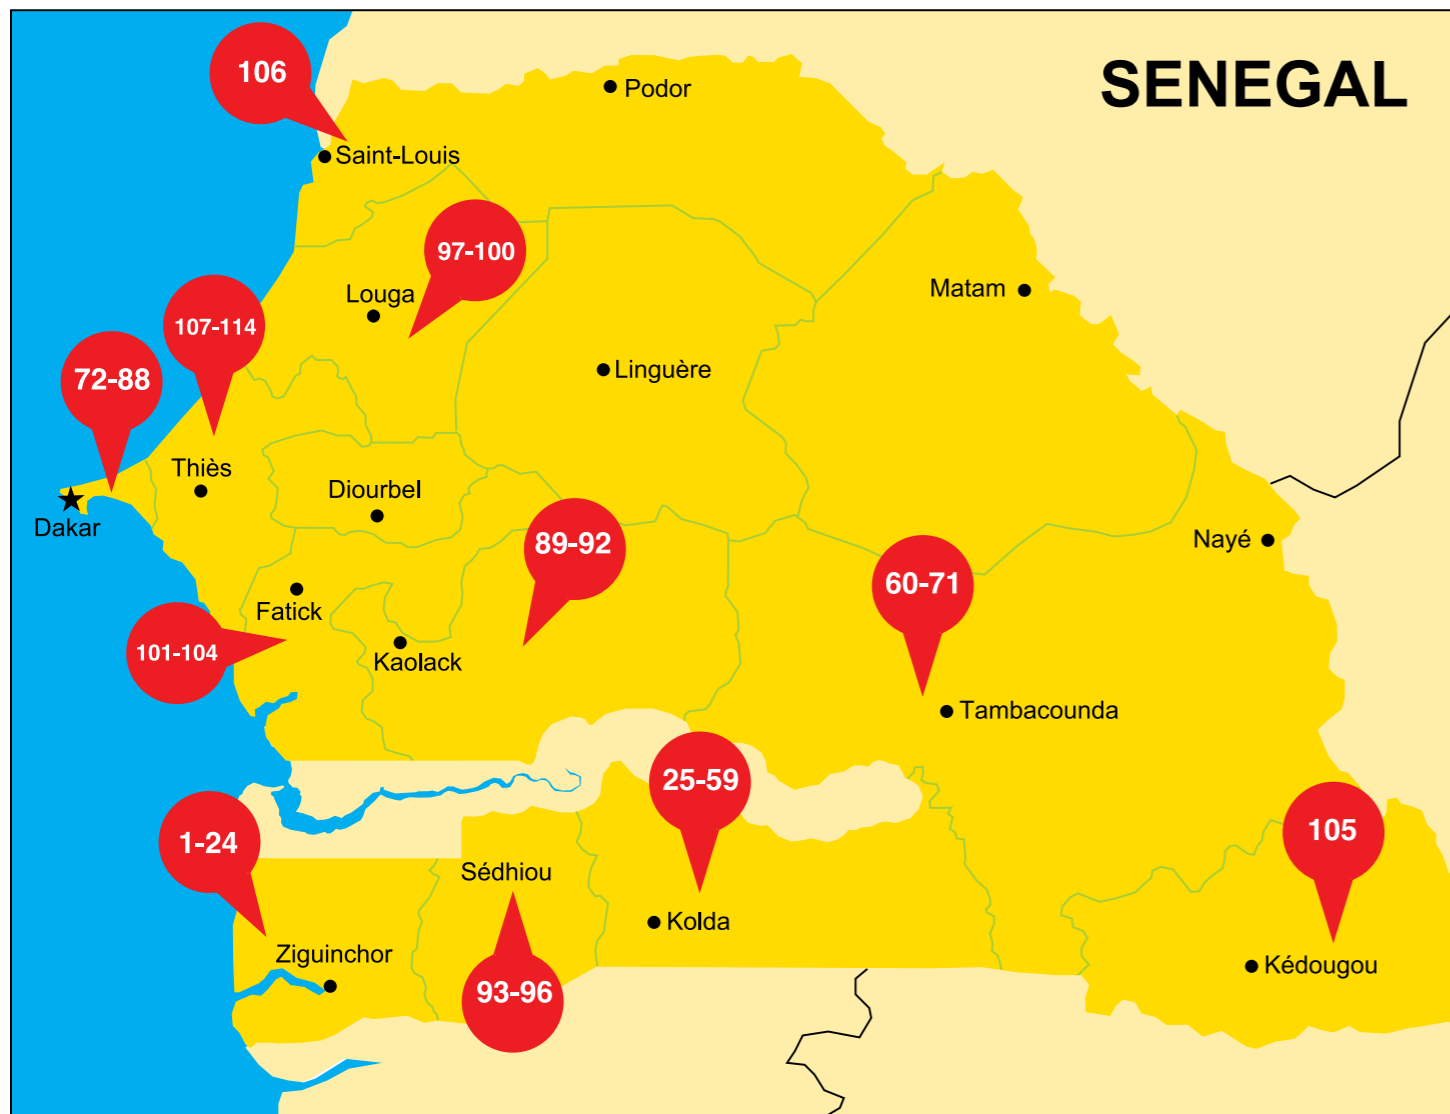 SENEGAL
106
Podor
Saint-Louis
97-100
Matam
Louga
107-114
Linguère
72-88
Thiès
Diourbel
Dakar
89-92
Nayé
60-71
Fatick
101-104
Kaolack
Tambacounda
25-59
1-24
105
Sédhiou
Kolda
Ziguinchor
Kédougou
93-96